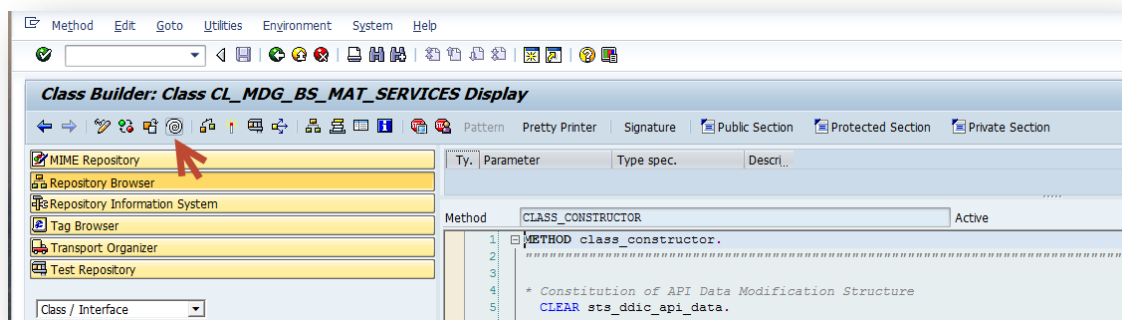 Method Edit Goto Utilities Environment System Help
Class Builder: Class CL_MDG_BS_MAT_SERVICES Display
Pattern Pretty Printer Signature Public Section Protected Section Private Section
MIME Repository
Repository Browser
Repository Information System
Tag Browser
Transport Organizer
Test Repository
Class / Interface
Ty. Parameter Type spec. Descri...
Method CLASS_CONSTRUCTOR Active
1 METHOD class_constructor.
2 """"""""""""""""""""""""""""""""""""""""""""""""""""""""""""""""""""""""""
3
4 * Constitution of API Data Modification Structure
5 CLEAR sts_ddic_api_data.